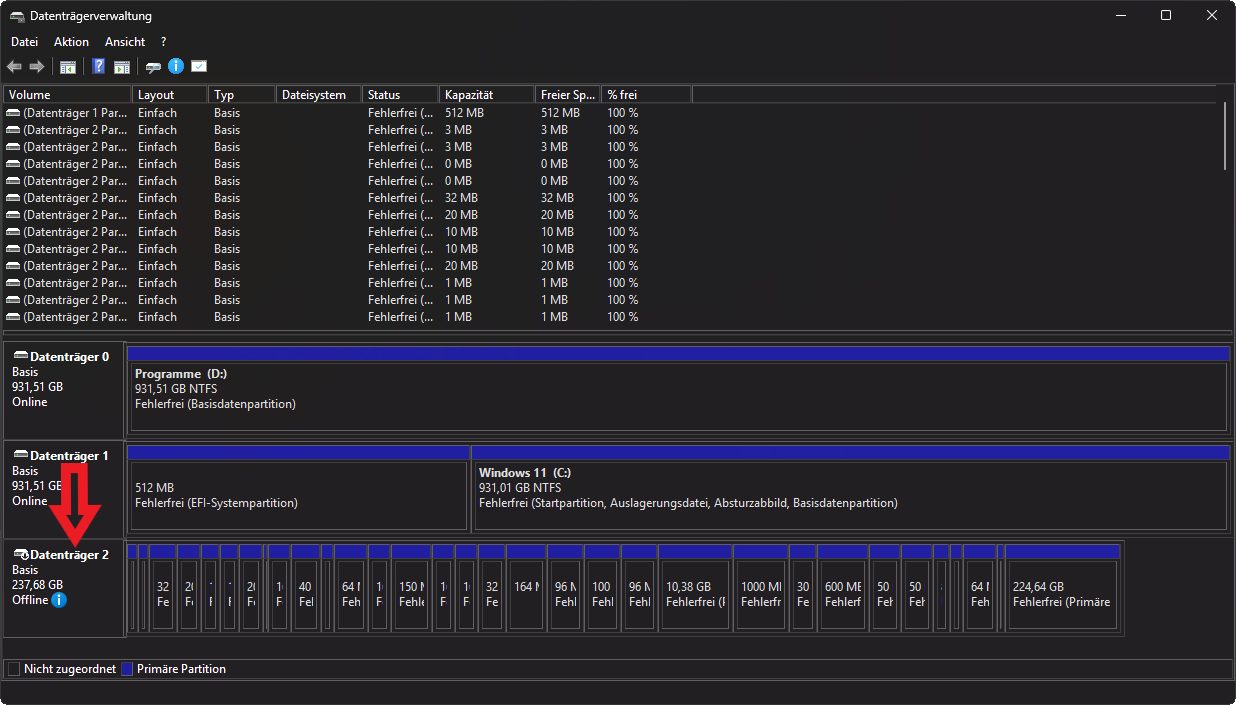 Datenträgerverwaltung
Datei Aktion Ansicht ?
Volume Layout Typ Dateisystem Status Kapazität Freier Sp... % frei
(Datenträger 1 Par... Einfach Basis Fehlerfrei (... 512 MB 512 MB 100 %
(Datenträger 2 Par... Einfach Basis Fehlerfrei (... 3 MB 3 MB 100 %
(Datenträger 2 Par... Einfach Basis Fehlerfrei (... 3 MB 3 MB 100 %
(Datenträger 2 Par... Einfach Basis Fehlerfrei (... 0 MB 0 MB 100 %
(Datenträger 2 Par... Einfach Basis Fehlerfrei (... 0 MB 0 MB 100 %
(Datenträger 2 Par... Einfach Basis Fehlerfrei (... 32 MB 32 MB 100 %
(Datenträger 2 Par... Einfach Basis Fehlerfrei (... 20 MB 20 MB 100 %
(Datenträger 2 Par... Einfach Basis Fehlerfrei (... 10 MB 10 MB 100 %
(Datenträger 2 Par... Einfach Basis Fehlerfrei (... 10 MB 10 MB 100 %
(Datenträger 2 Par... Einfach Basis Fehlerfrei (... 20 MB 20 MB 100 %
(Datenträger 2 Par... Einfach Basis Fehlerfrei (... 1 MB 1 MB 100 %
(Datenträger 2 Par... Einfach Basis Fehlerfrei (... 1 MB 1 MB 100 %
(Datenträger 2 Par... Einfach Basis Fehlerfrei (... 1 MB 1 MB 100 %
Datenträger 0
Basis
931,51 GB
Online
Programme (D:)
931,51 GB NTFS
Fehlerfrei (Basisdatenpartition)
Datenträger 1
Basis
931,51 GB
Online
512 MB
Fehlerfrei (EFI-Systempartition)
Windows 11 (C:)
931,01 GB NTFS
Fehlerfrei (Startpartition, Auslagerungsdatei, Absturzabbild, Basisdatenpartition)
Datenträger 2
Basis
237,68 GB
Offline
32 40 64 150 32 164 96 100 96 10,38 GB 1000 MI 30 600 ME 50 50 64 224,64 GB
Fe Fel Feh Fehle Fe Fehl Fehl Fehl Fehlerfrei (F Fehlerfr Fe Fehlerf Feh Feh Feh Fehlerfrei (Primäre
Nicht zugeordnet Primäre Partition